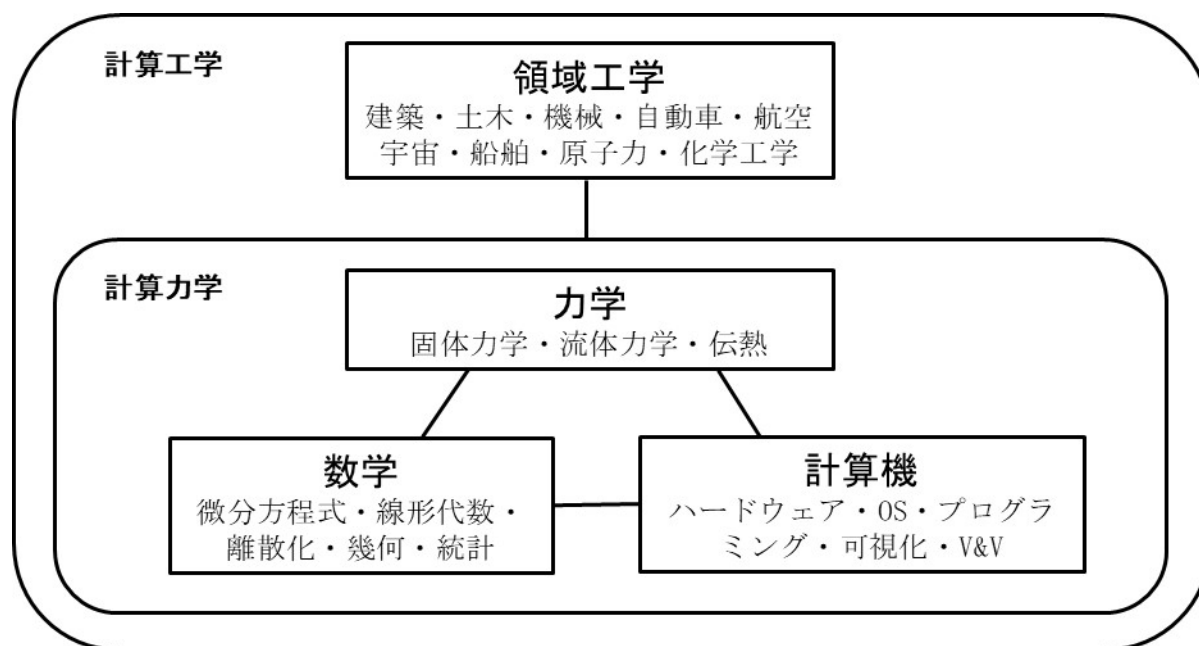 計算工学
領域工学
建築・土木・機械・自動車・航空
宇宙・船舶・原子力・化学工学
計算力学
力学
固体力学・流体力学・伝熱
数学
微分方程式・線形代数・
離散化・幾何・統計
計算機
ハードウェア・OS・プログラ
ミング・可視化・V&V